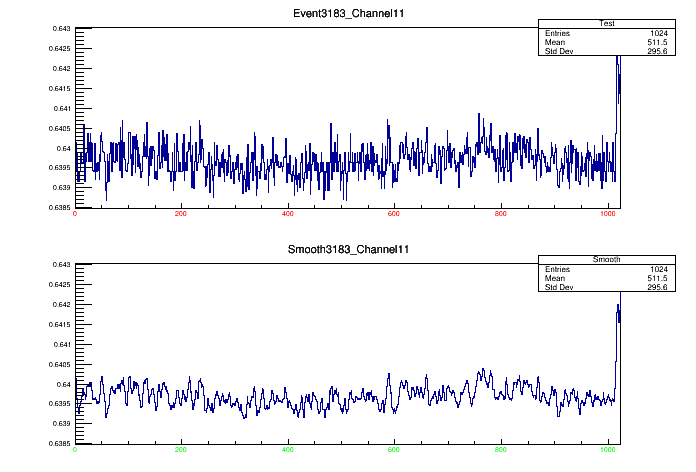 Event3183_Channel11
Test
Entries 1024
Mean 511.5
Std Dev 295.6
0.643
0.6425
0.642
0.6415
0.641
0.6405
0.64
0.6395
0.639
0.6385
0 200 400 600 800 1000
Smooth3183_Channel11
Smooth
Entries 1024
Mean 511.5
Std Dev 295.6
0.643
0.6425
0.642
0.6415
0.641
0.6405
0.64
0.6395
0.639
0.6385
0 200 400 600 800 1000